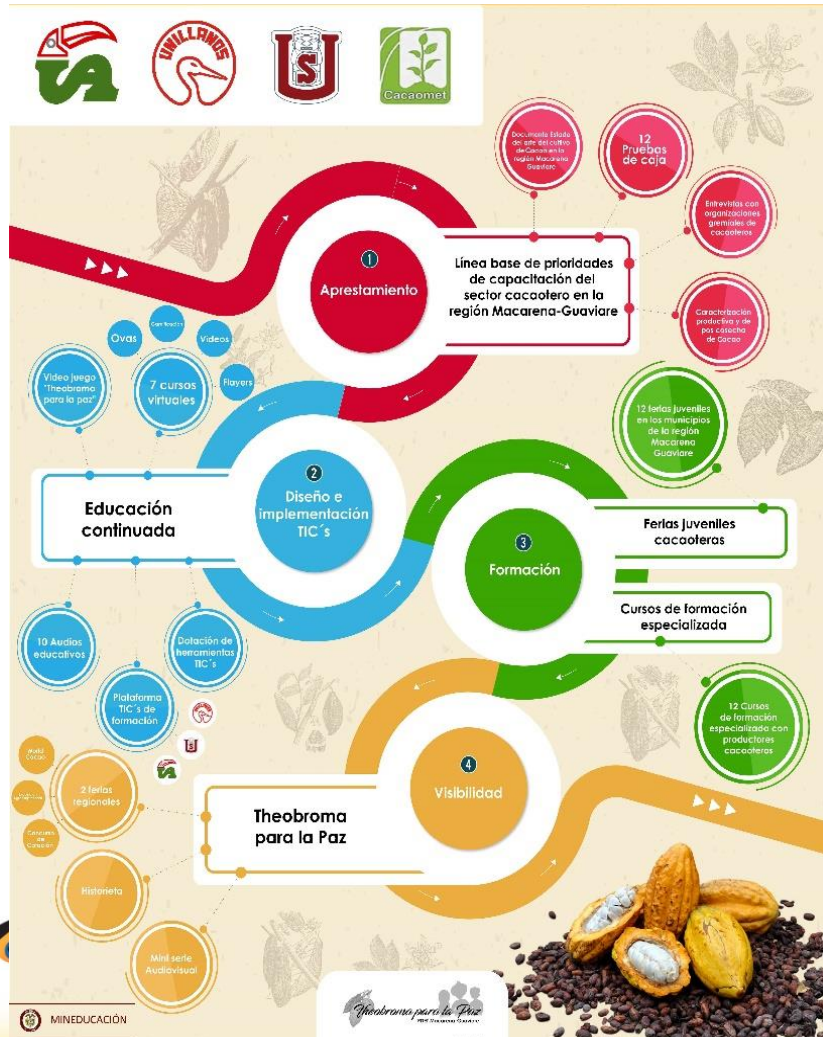 UNILLANOS
Cacaomet
Documento Estado
del arte del cultivo
de Cacao en la
región Macarena
Guaviare
12
Pruebas
de caja
Entrevistas con
organizaciones
gremiales de
cacaoteros
Caracterización
productiva y de
pos cosecha
de Cacao
1
Aprestamiento
Línea base de prioridades
de capacitación del
sector cacaotero en la
región Macarena-Guaviare
Ovas
Videos
Flayers
Video juego
"Theobroma
para la paz"
7 cursos
virtuales
Educación
continuada
2
Diseño e
implementación
TIC´s
10 Audios
educativos
Plataforma
TIC´s de
formación
Dotación de
herramientas
TIC´s
12 ferias juveniles
en los municipios
de la región
Macarena
Guaviare
3
Formación
Ferias juveniles
cacaoteras
Cursos de formación
especializada
12 Cursos
de formación
especializada con
productores
cacaoteros
4
Visibilidad
Theobroma
para la Paz
World
Cacao
2 ferias
regionales
Historieta
Mini serie
Audiovisual
MINEDUCACIÓN
Theobroma para la Paz